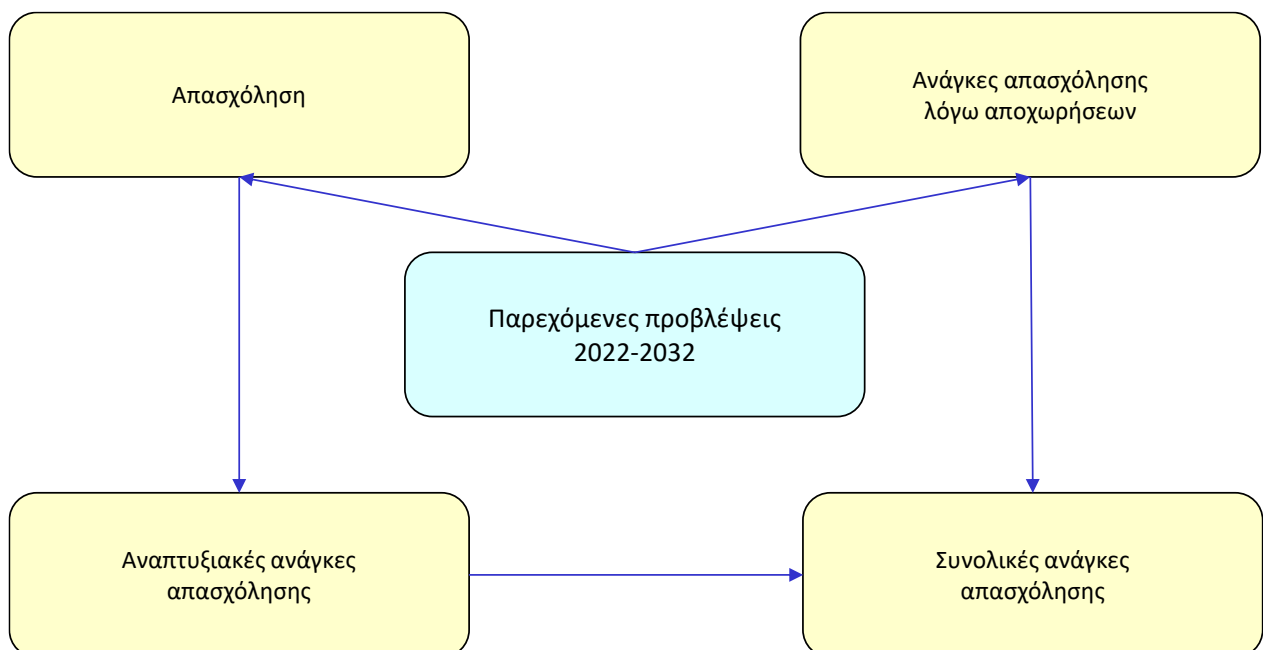 Απασχόληση
Ανάγκες απασχόλησης
λόγω αποχωρήσεων
Παρεχόμενες προβλέψεις
2022-2032
Αναπτυξιακές ανάγκες
απασχόλησης
Συνολικές ανάγκες
απασχόλησης